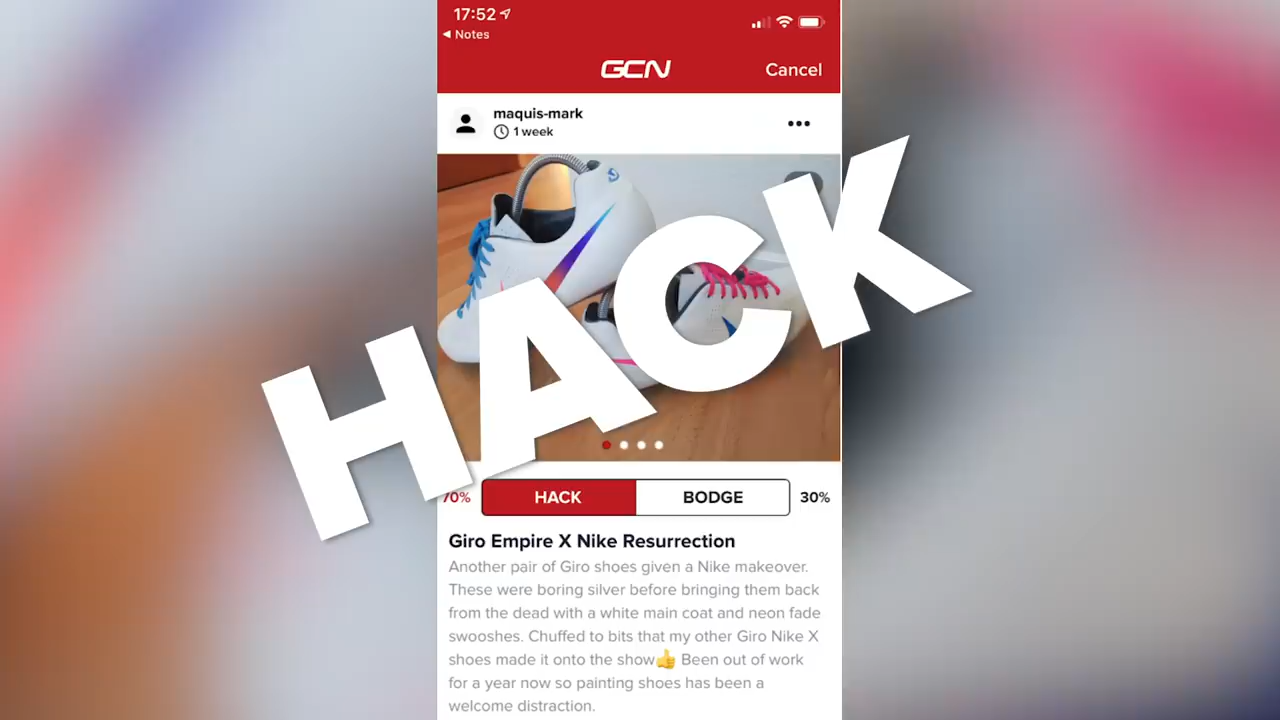 17:52
Notes
GCN
Cancel
maquis-mark
1 week
HACK
70%
HACK
BODGE
30%
Giro Empire X Nike Resurrection
Another pair of Giro shoes given a Nike makeover.
These were boring silver before bringing them back
from the dead with a white main coat and neon fade
swooshes. Chuffed to bits that my other Giro Nike X
shoes made it onto the show👍 Been out of work
for a year now so painting shoes has been a
welcome distraction.